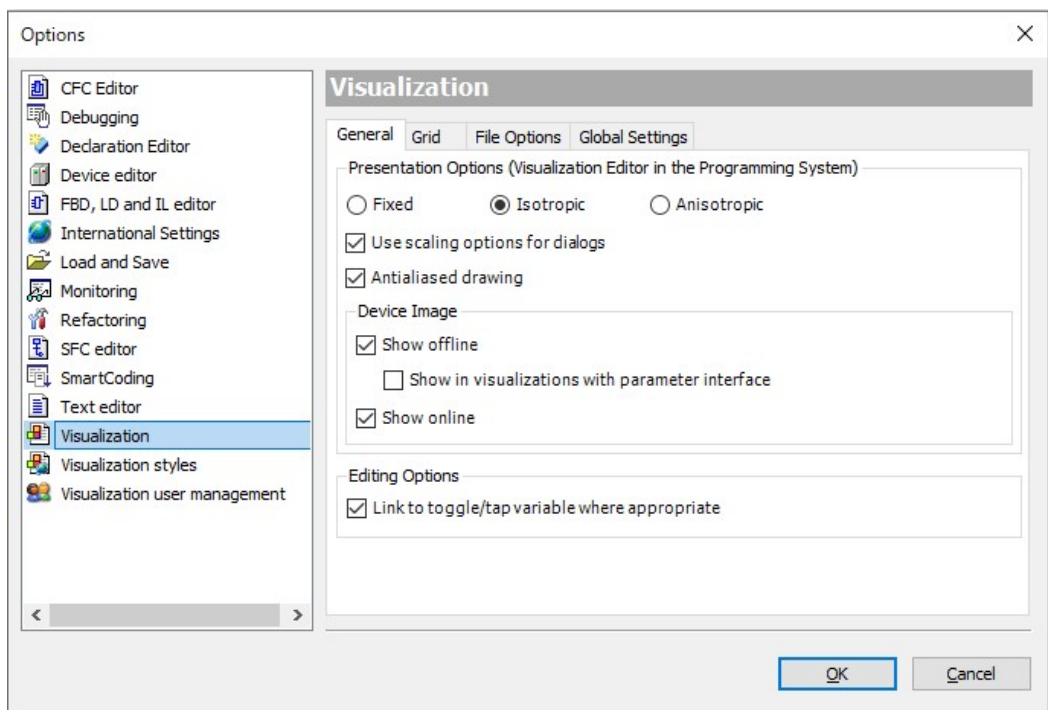 Options
CFC Editor
Debugging
Declaration Editor
Device editor
FBD, LD and IL editor
International Settings
Load and Save
Monitoring
Refactoring
SFC editor
SmartCoding
Text editor
Visualization
Visualization styles
Visualization user management
Visualization
General Grid File Options Global Settings
Presentation Options (Visualization Editor in the Programming System)
Fixed Isotropic Anisotropic
Use scaling options for dialogs
Antialiased drawing
Device Image
Show offline
Show in visualizations with parameter interface
Show online
Editing Options
Link to toggle/tap variable where appropriate
OK Cancel